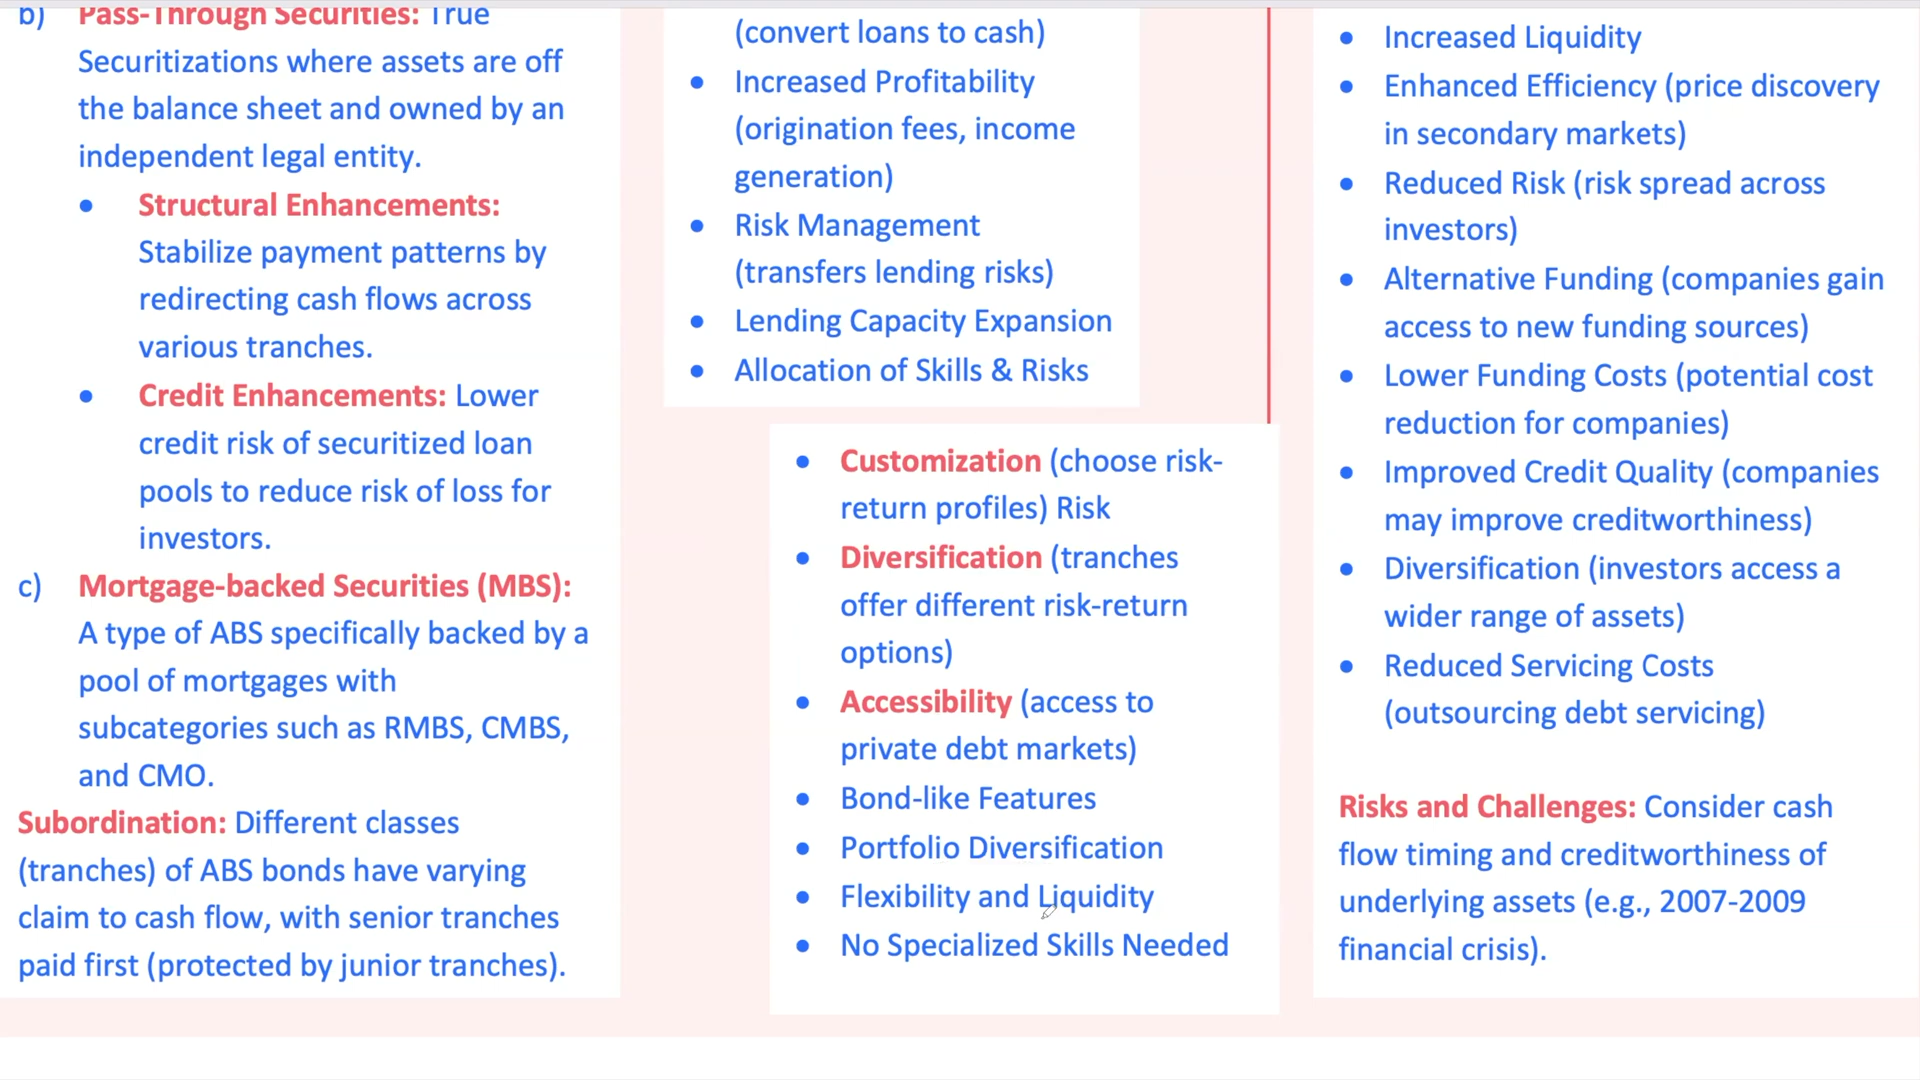 b) Pass-Through Securities: True
Securitizations where assets are off
the balance sheet and owned by an
independent legal entity.
• Structural Enhancements:
Stabilize payment patterns by
redirecting cash flows across
various tranches.
• Credit Enhancements: Lower
credit risk of securitized loan
pools to reduce risk of loss for
investors.
c) Mortgage-backed Securities (MBS):
A type of ABS specifically backed by a
pool of mortgages with
subcategories such as RMBS, CMBS,
and CMO.
Subordination: Different classes
(tranches) of ABS bonds have varying
claim to cash flow, with senior tranches
paid first (protected by junior tranches).
(convert loans to cash)
• Increased Profitability
(origination fees, income
generation)
• Risk Management
(transfers lending risks)
• Lending Capacity Expansion
• Allocation of Skills & Risks
• Customization (choose risk-
return profiles) Risk
• Diversification (tranches
offer different risk-return
options)
• Accessibility (access to
private debt markets)
• Bond-like Features
• Portfolio Diversification
• Flexibility and Liquidity
• No Specialized Skills Needed
• Increased Liquidity
• Enhanced Efficiency (price discovery
in secondary markets)
• Reduced Risk (risk spread across
investors)
• Alternative Funding (companies gain
access to new funding sources)
• Lower Funding Costs (potential cost
reduction for companies)
• Improved Credit Quality (companies
may improve creditworthiness)
• Diversification (investors access a
wider range of assets)
• Reduced Servicing Costs
(outsourcing debt servicing)
Risks and Challenges: Consider cash
flow timing and creditworthiness of
underlying assets (e.g., 2007-2009
financial crisis).